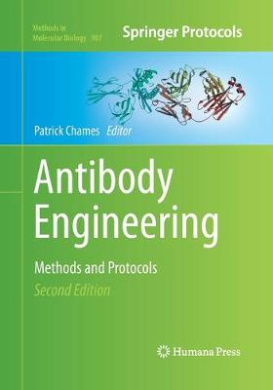 Methods in
Molecular Biology 907
Springer Protocols
Patrick Chames Editor
Antibody
Engineering
Methods and Protocols
Second Edition
Humana Press